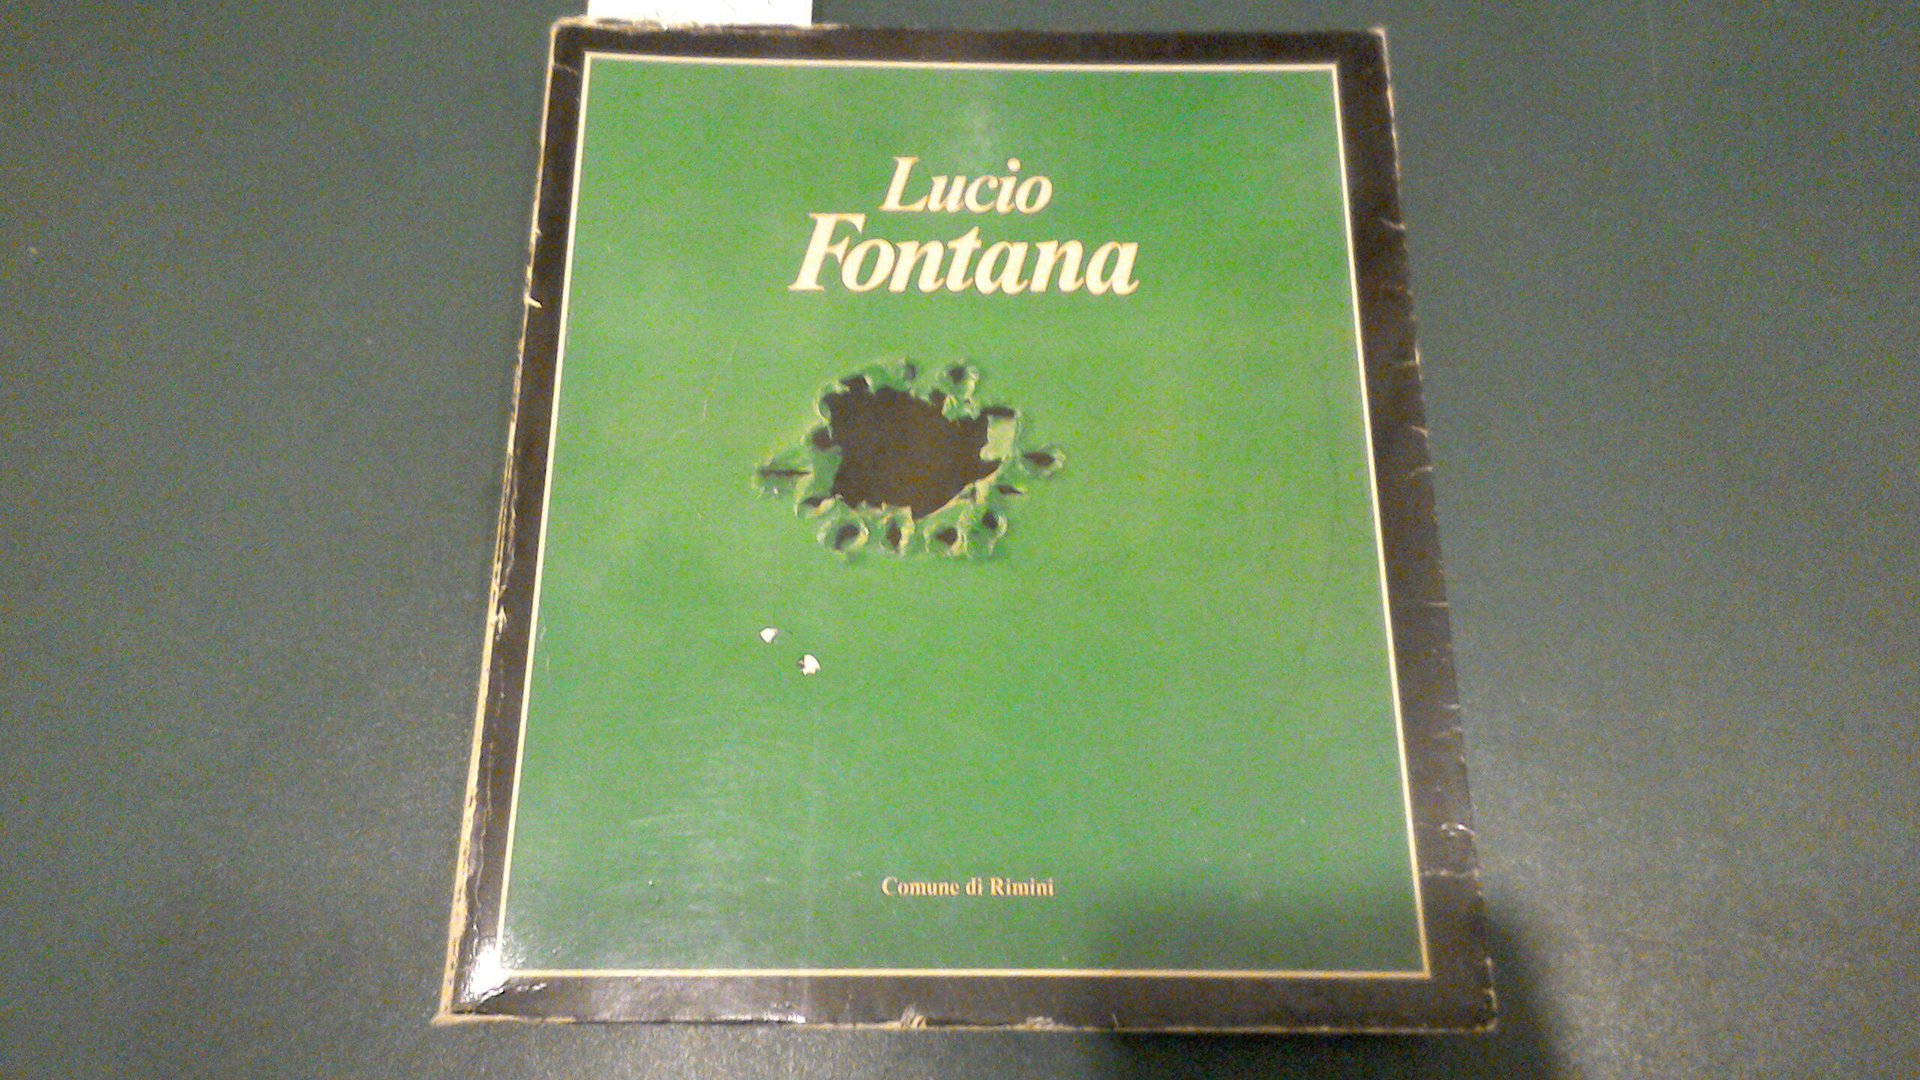 Lucio
Fontana
Comune di Rimini